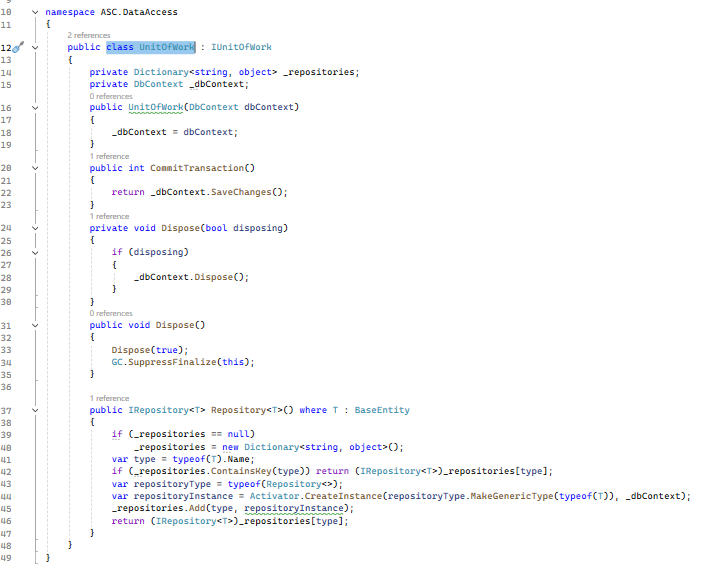 9
10 namespace ASC.DataAccess
11 {
2 references
12 public class UnitOfWork : IUnitOfWork
13 {
14 private Dictionary<string, object> _repositories;
15 private DbContext _dbContext;
0 references
16 public UnitOfWork(DbContext dbContext)
17 {
18 _dbContext = dbContext;
19 }
1 reference
20 public int CommitTransaction()
21 {
22 return _dbContext.SaveChanges();
23 }
1 reference
24 private void Dispose(bool disposing)
25 {
26 if (disposing)
27 {
28 _dbContext.Dispose();
29 }
30 }
0 references
31 public void Dispose()
32 {
33 Dispose(true);
34 GC.SuppressFinalize(this);
35 }
36
1 reference
37 public IRepository<T> Repository<T>() where T : BaseEntity
38 {
39 if (_repositories == null)
40 _repositories = new Dictionary<string, object>();
41 var type = typeof(T).Name;
42 if (_repositories.ContainsKey(type)) return (IRepository<T>)_repositories[type];
43 var repositoryType = typeof(Repository<>);
44 var repositoryInstance = Activator.CreateInstance(repositoryType.MakeGenericType(typeof(T)), _dbContext);
45 _repositories.Add(type, repositoryInstance);
46 return (IRepository<T>)_repositories[type];
47 }
48 }
49 }